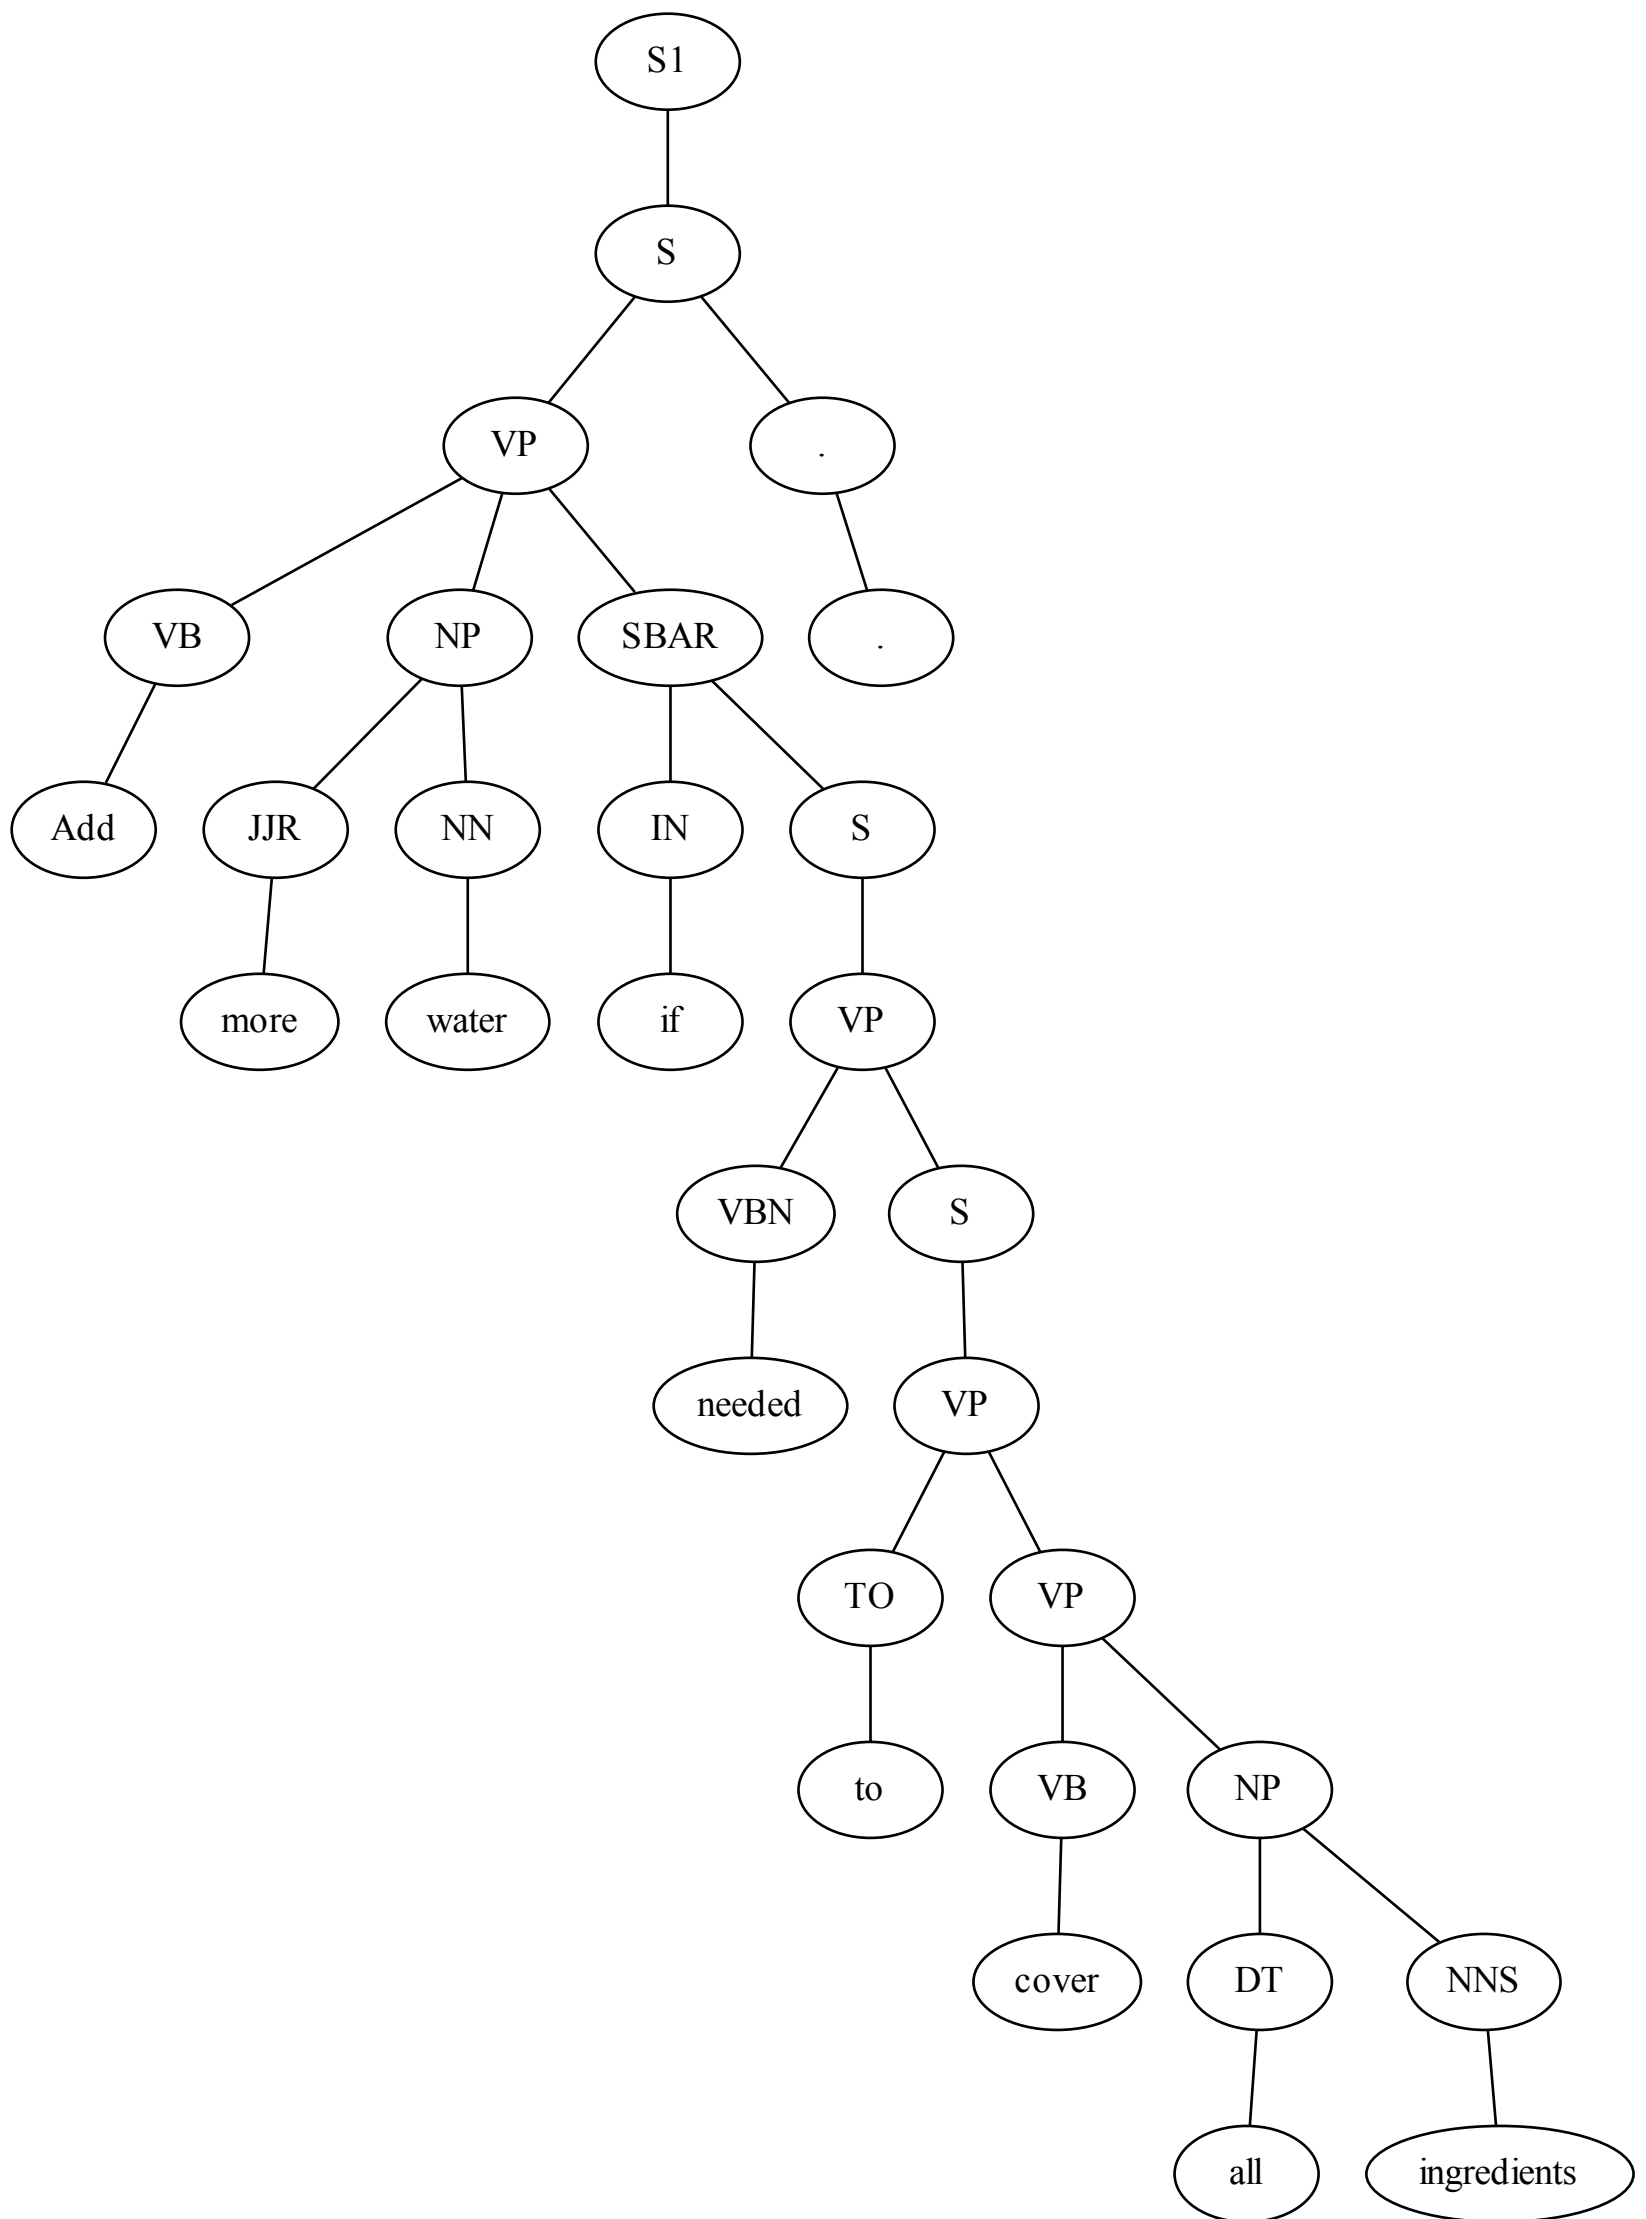 S1
S
VP .
VB NP SBAR .
Add JJR NN IN S
more water if VP
VBN S
needed VP
TO VP
to VB NP
cover DT NNS
all ingredients